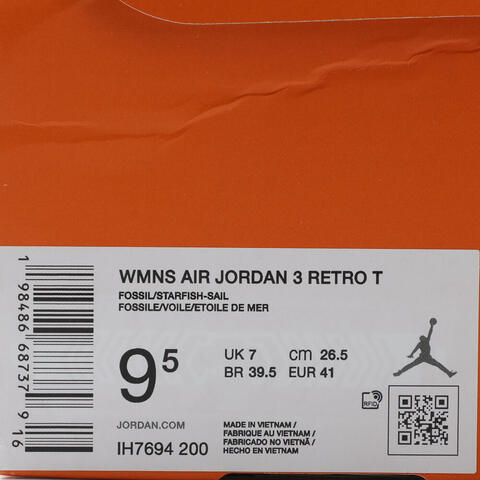 WMNS AIR JORDAN 3 RETRO T
FOSSIL/STARFISH-SAIL
FOSSILE/VOILE/ETOILE DE MER
9 5
UK 7 CM 26.5
BR 39.5 EUR 41
RFID
JORDAN.COM
IH7694 200
MADE IN VIETNAM /
FABRIQUE AU VIETNAM /
FABRICADO NO VIETNÃ /
HECHO EN VIETNAM
1 98486 68737 9 16